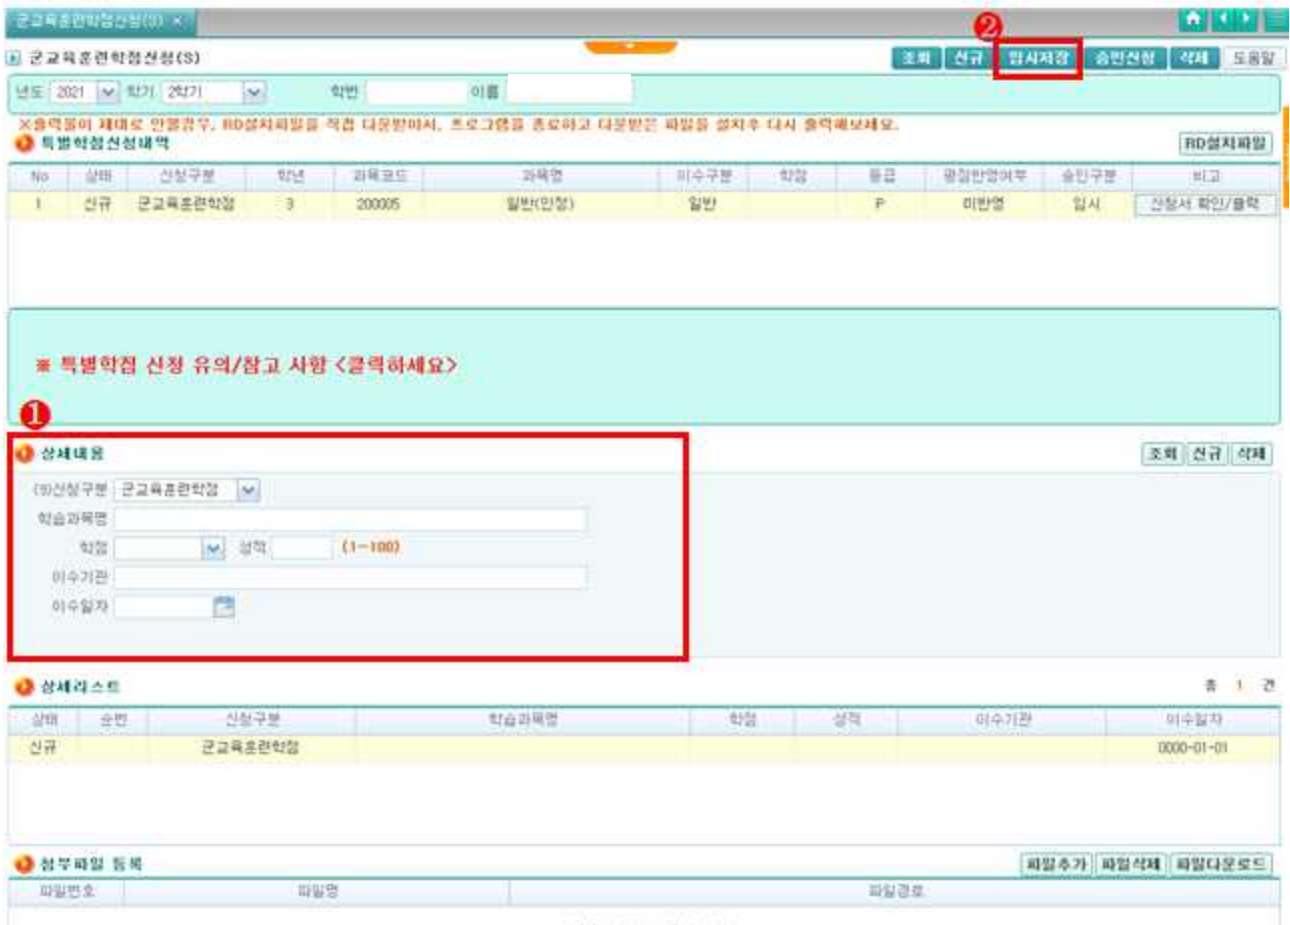 군교육훈련학점신청(S) ×
❷
군교육훈련학점신청(S) 조회 신규 임시저장 승인신청 삭제 도움말
년도 2021 학기 2학기 학번 이름
※출력물이 제대로 안뜰경우, RD설치파일을 직접 다운받아서, 프로그램을 종료하고 다운받은 파일을 설치후 다시 출력해보세요.
특별학점신청내역 RD설치파일
No 상태 신청구분 학년 과목코드 과목명 이수구분 학점 등급 평점반영여부 승인구분 비고
1 신규 군교육훈련학점 3 200005 일반(인정) 일반 P 미반영 임시 신청서 확인/출력
※ 특별학점 신청 유의/참고 사항 <클릭하세요>
❶
상세내용 조회 신규 삭제
(S)신청구분 군교육훈련학점
학습과목명
학점 성적 (1~100)
이수기관
이수일자
상세리스트 총 1 건
상태 순번 신청구분 학습과목명 학점 성적 이수기관 이수일자
신규 군교육훈련학점 0000-01-01
첨부파일 등록 파일추가 파일삭제 파일다운로드
파일번호 파일명 파일경로